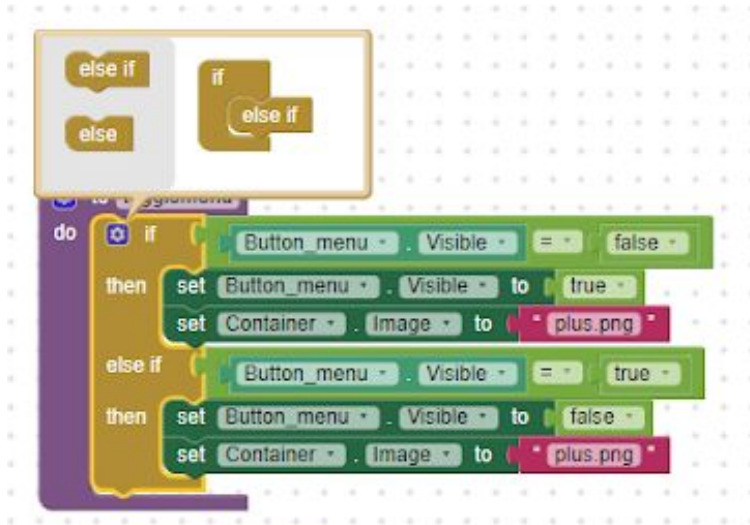 else if
if
else if
else
to
do if Button_menu . Visible = false
then set Button_menu . Visible to true
set Container . Image to " plus.png "
else if Button_menu . Visible = true
then set Button_menu . Visible to false
set Container . Image to " plus.png "